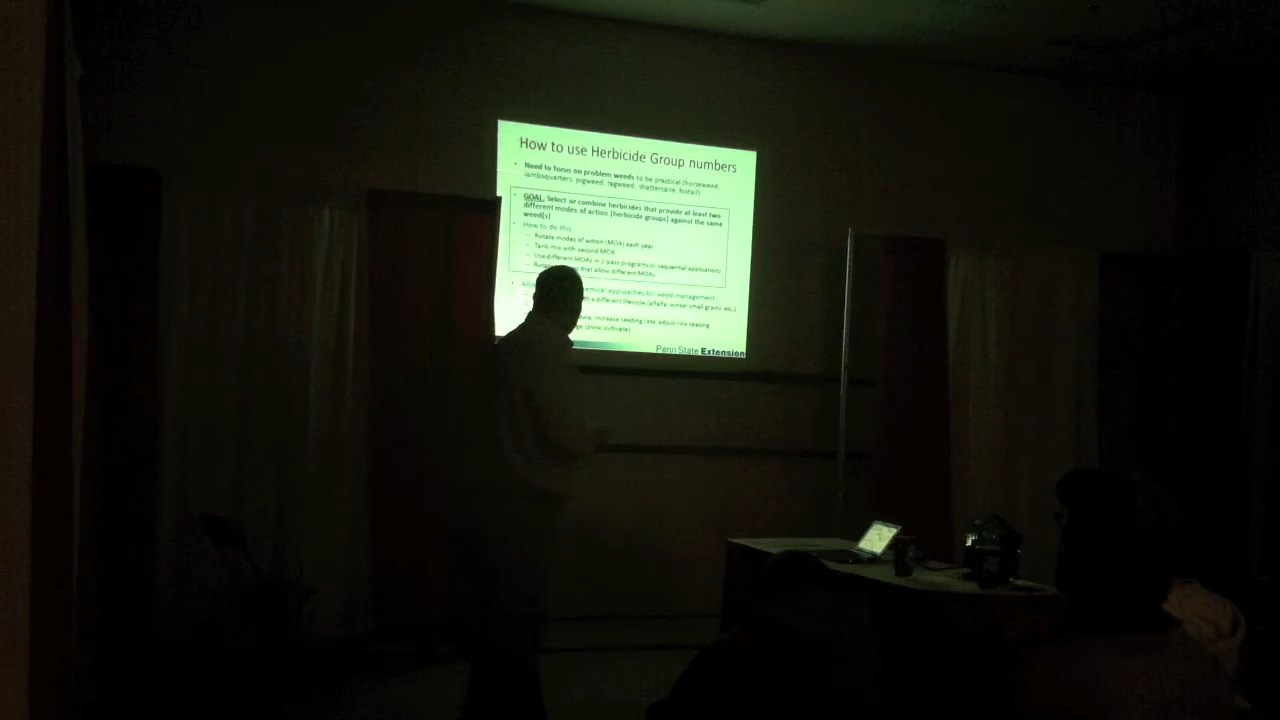 How to use Herbicide Group numbers
• Need to focus on problem weeds to be practical (horseweed,
lambsquarters, pigweed, ragweed, shattercane, foxtail)
• GOAL: Select or combine herbicides that provide at least two
different modes of action (herbicide groups) against the same
weed(s)
• How to do this:
– Rotate modes of action (MOA) each year
– Tank mix with second MOA
– Use different MOAs in 2 pass programs or sequential applications
that allow different MOAs
approaches for weed management
with a different lifecycle (alfalfa, winter small grains, etc.)
increase seeding rate, adjust row spacing
(plow, cultivate)
Penn State Extension